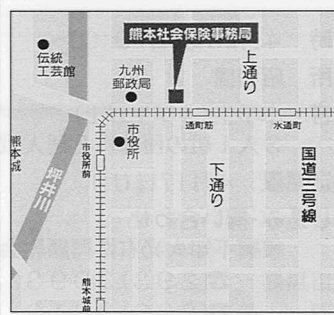 熊本社会保険事務局
伝統
工芸館
九州
郵政局
上通り
通町筋
水道町
市役所
市役所前
熊本城
坪井川
下通り
国道三号線
熊本城前